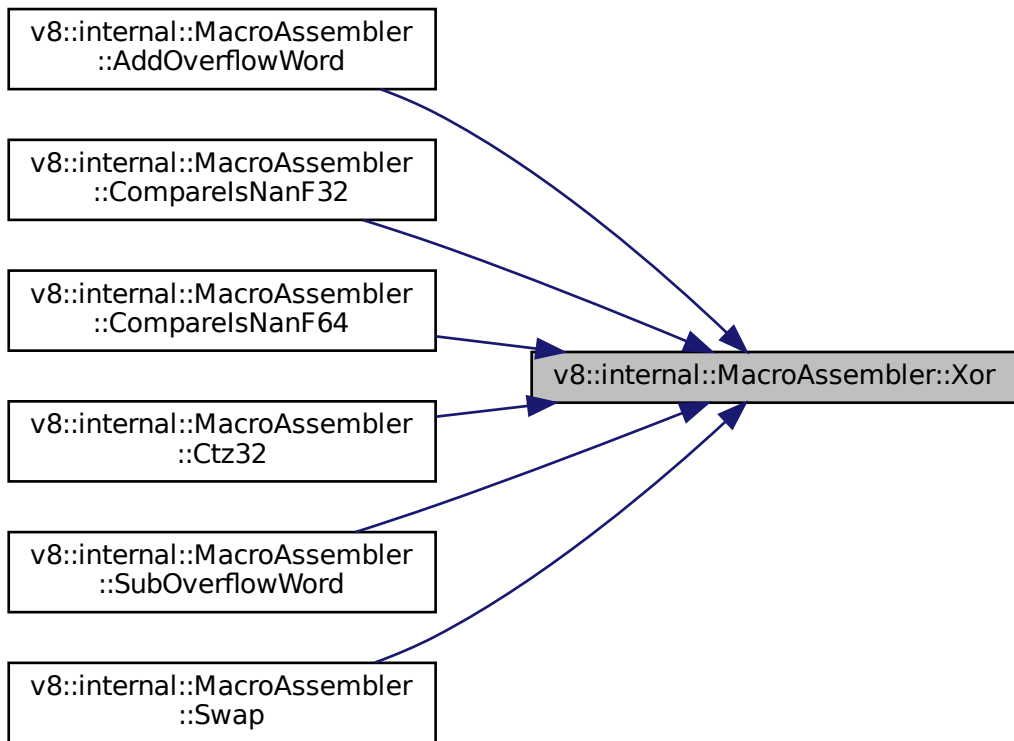 v8::internal::MacroAssembler
::AddOverflowWord
v8::internal::MacroAssembler
::CompareIsNanF32
v8::internal::MacroAssembler
::CompareIsNanF64
v8::internal::MacroAssembler::Xor
v8::internal::MacroAssembler
::Ctz32
v8::internal::MacroAssembler
::SubOverflowWord
v8::internal::MacroAssembler
::Swap